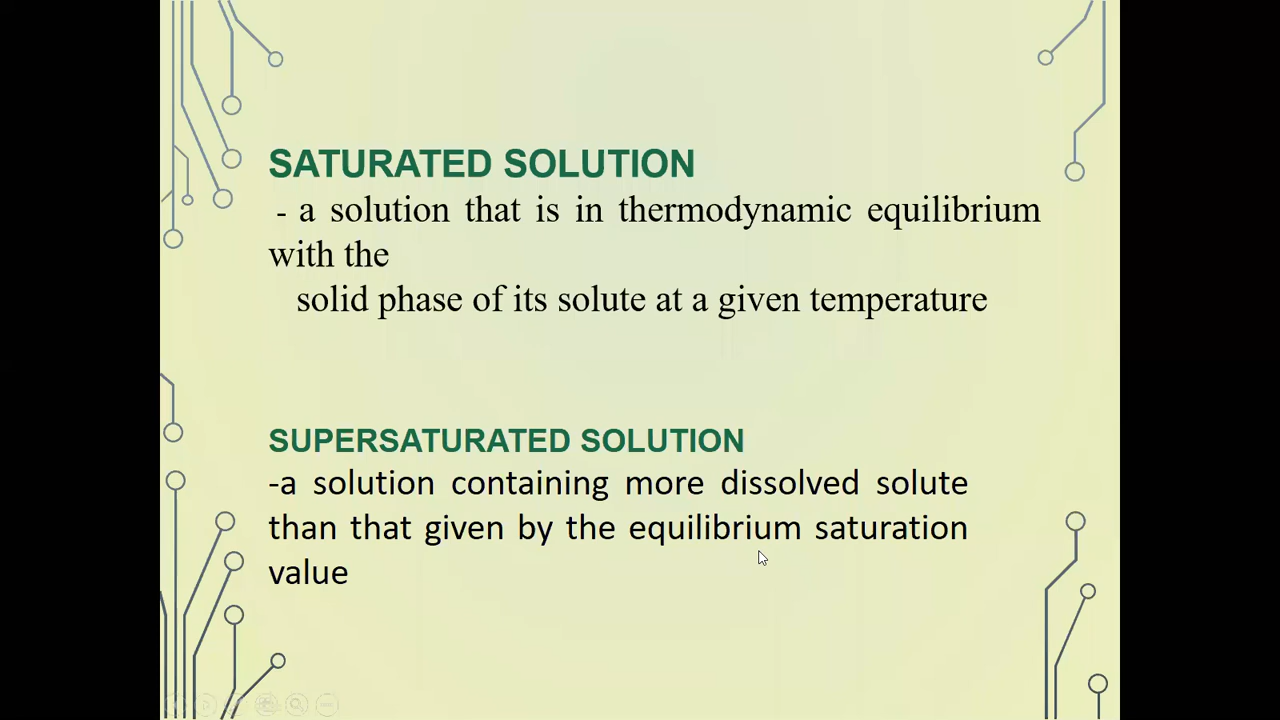 SATURATED SOLUTION
- a solution that is in thermodynamic equilibrium
with the
solid phase of its solute at a given temperature
SUPERSATURATED SOLUTION
-a solution containing more dissolved solute
than that given by the equilibrium saturation
value